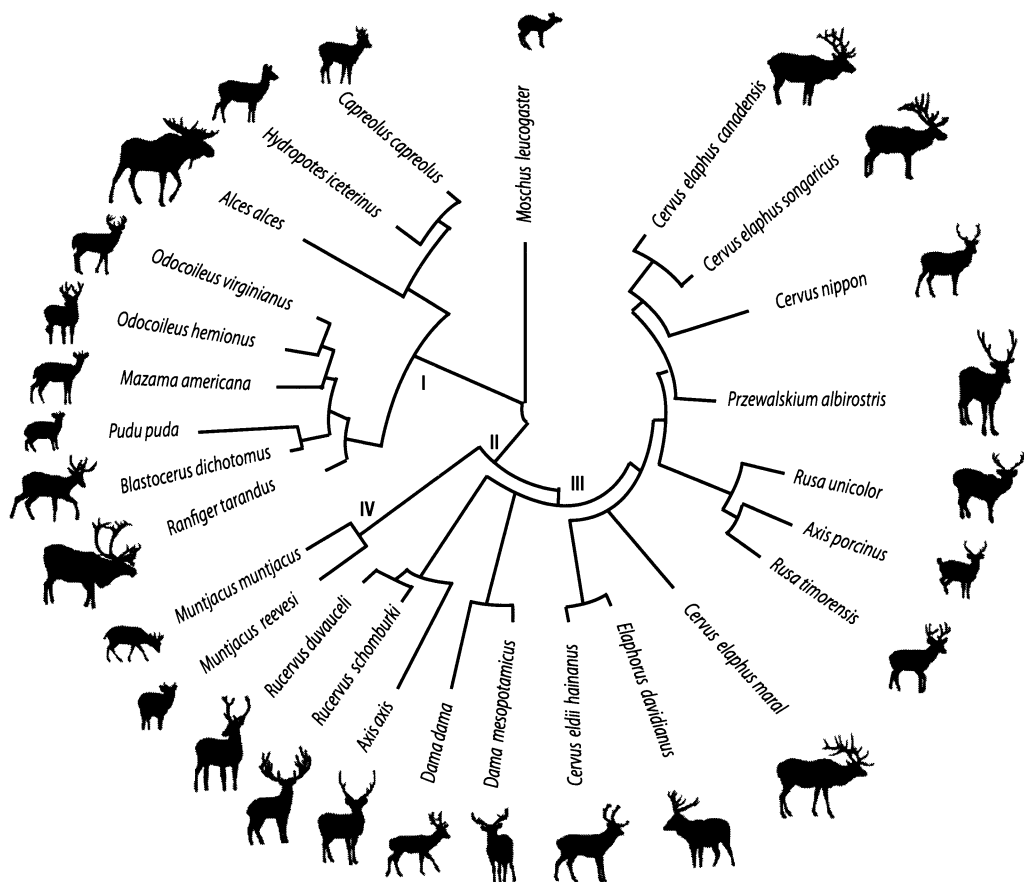 Moschus leucogaster
Capreolus capreolus
Hydropotes iceterinus
Alces alces
Odocoileus virginianus
Odocoileus hemionus
Mazama americana
Pudu puda
Blastocerus dichotomus
Ranfiger tarandus
Muntjacus muntjacus
Muntjacus reevesi
Rucervus duvauceli
Rucervus schomburki
Axis axis
Dama dama
Dama mesopotamicus
Cervus eldii hainanus
Elaphorus davidianus
Cervus elaphus maral
Rusa timorensis
Axis porcinus
Rusa unicolor
Przewalskium albirostris
Cervus nippon
Cervus elaphus songaricus
Cervus elaphus canadensis
I
II
III
IV